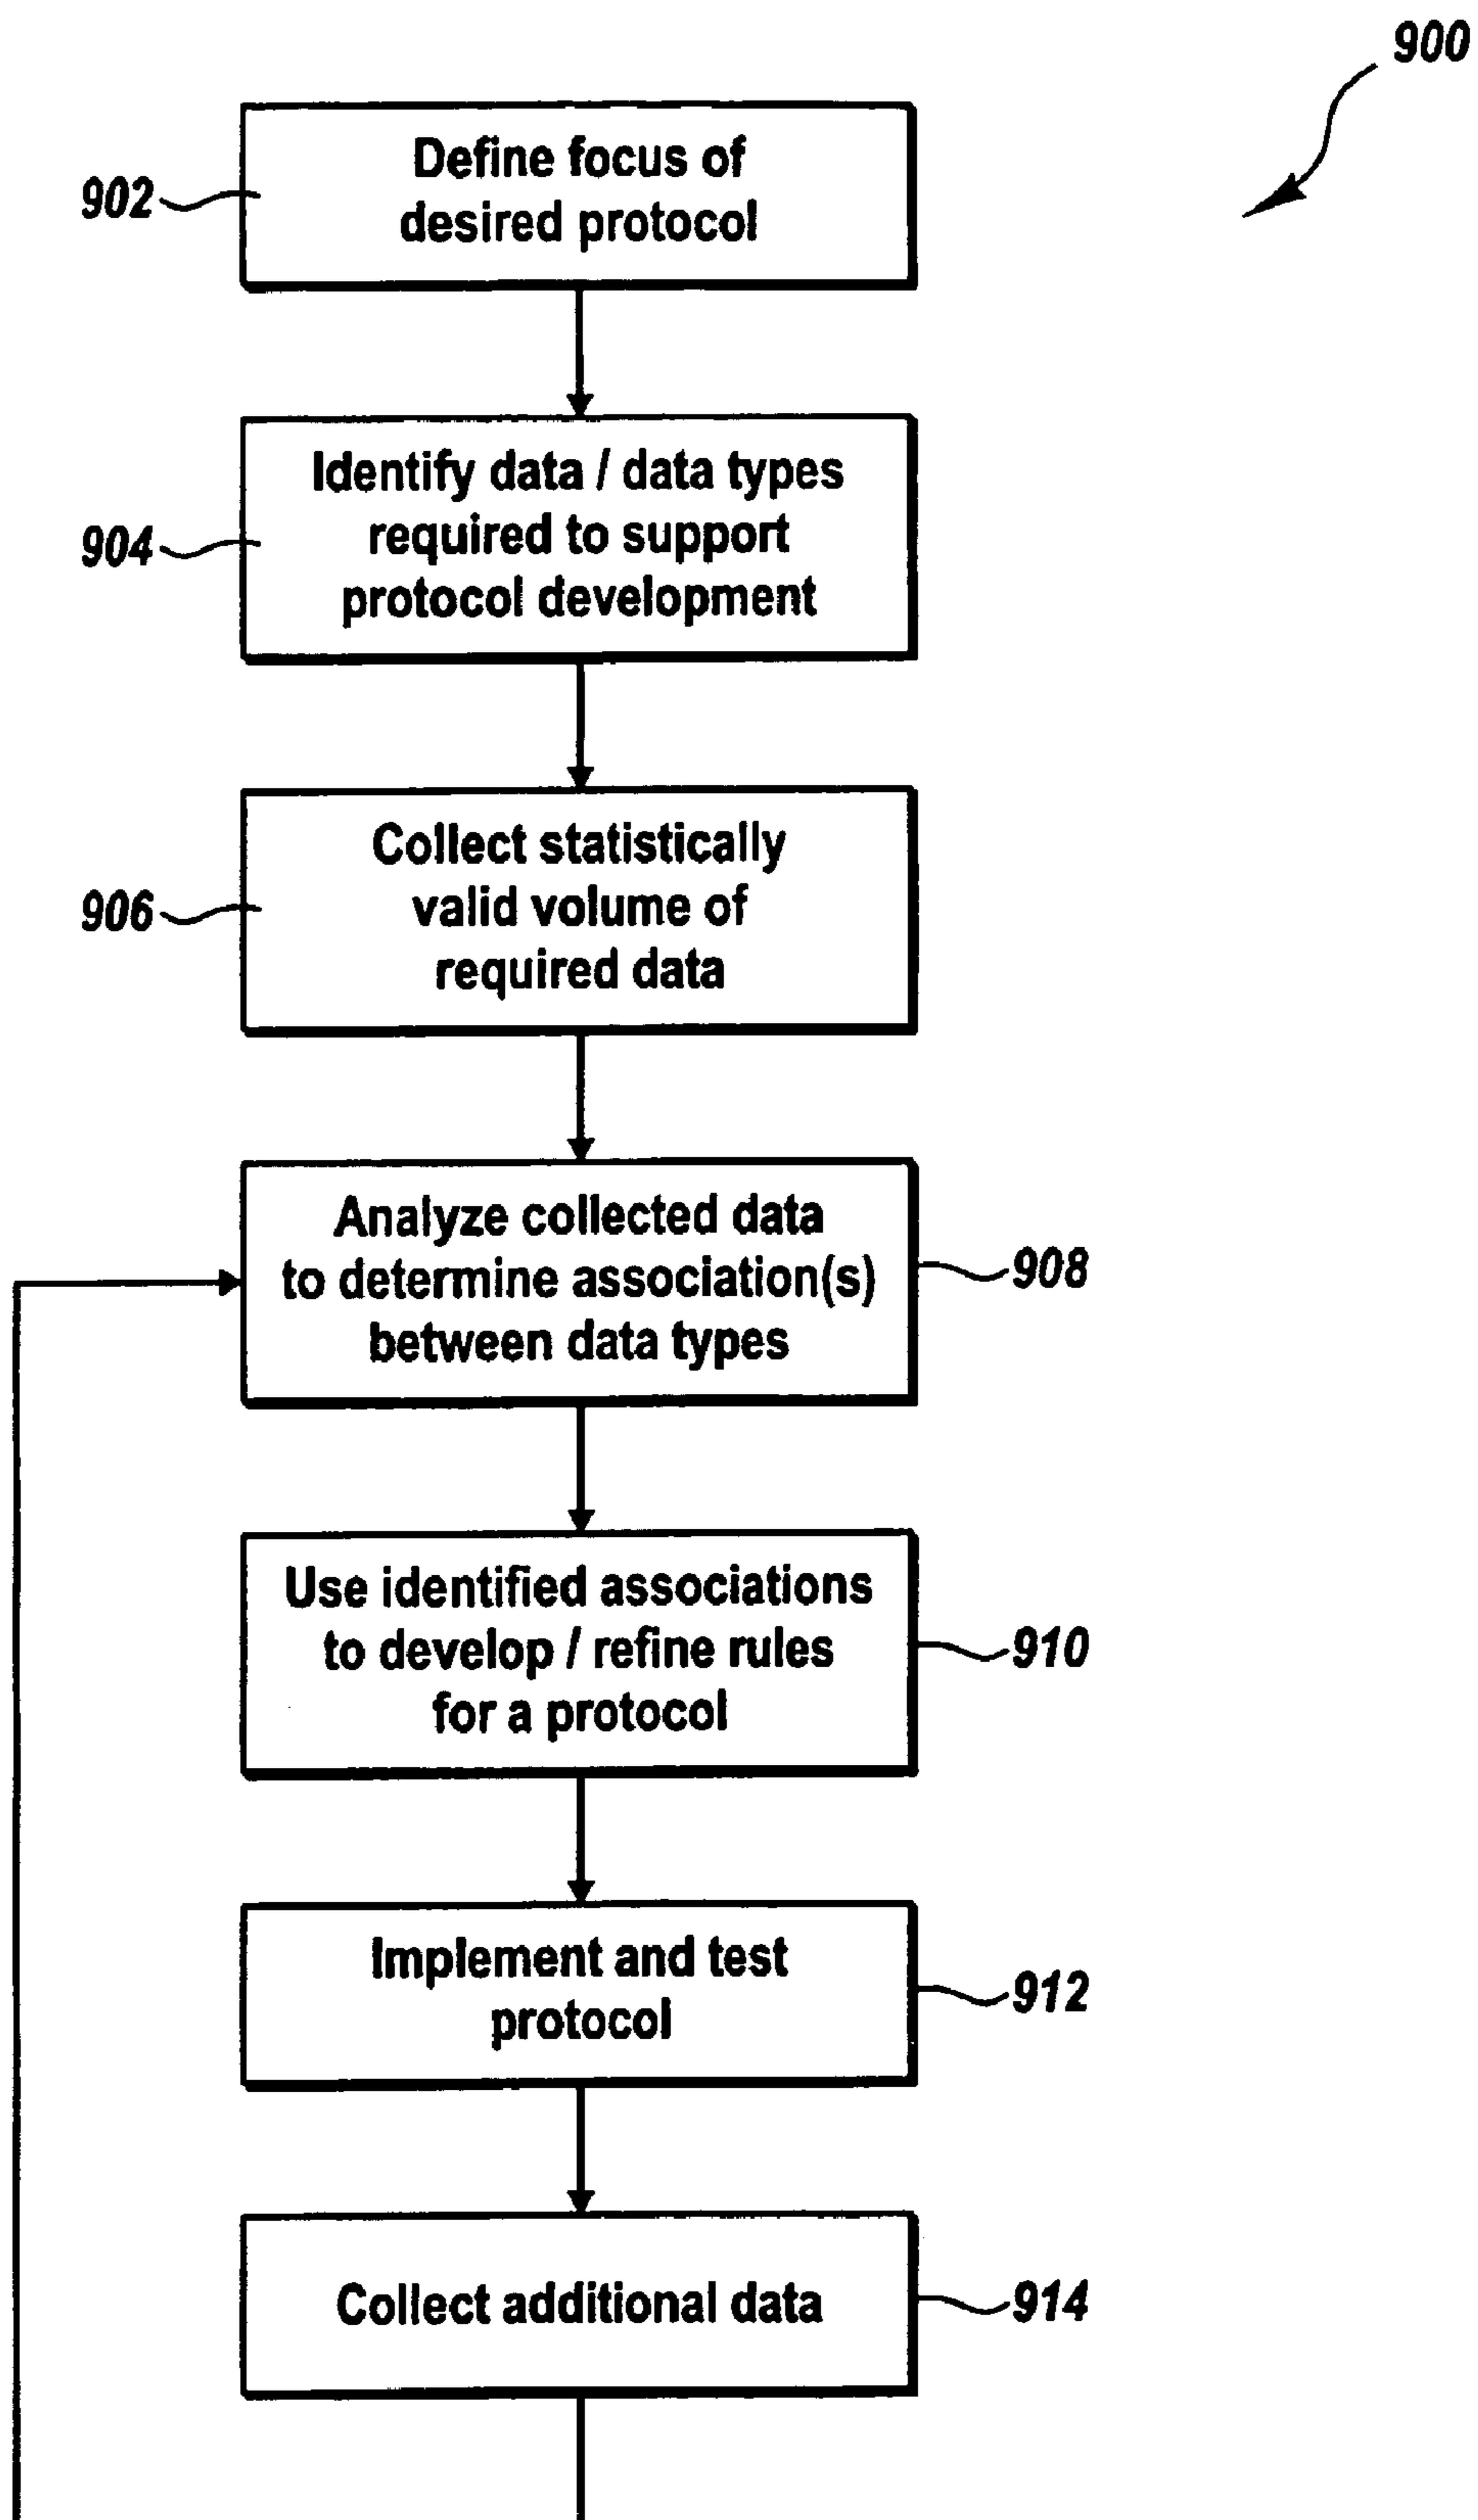 900
902
Define focus of
desired protocol
904
Identify data / data types
required to support
protocol development
906
Collect statistically
valid volume of
required data
Analyze collected data
to determine association(s)
between data types
908
Use identified associations
to develop / refine rules
for a protocol
910
Implement and test
protocol
912
Collect additional data
914